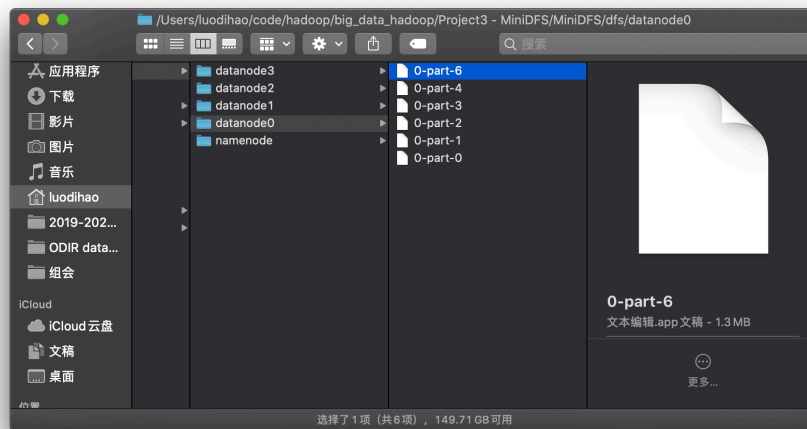 /Users/luodihao/code/hadoop/big_data_hadoop/Project3 - MiniDFS/MiniDFS/dfs/datanode0
搜索
应用程序
下载
影片
图片
音乐
luodihao
2019-202...
ODIR data...
组会
iCloud
iCloud 云盘
文稿
桌面
位置
datanode3
datanode2
datanode1
datanode0
namenode
0-part-6
0-part-4
0-part-3
0-part-2
0-part-1
0-part-0
0-part-6
文本编辑.app 文稿 - 1.3 MB
更多...
选择了 1 项（共 6 项），149.71 GB 可用